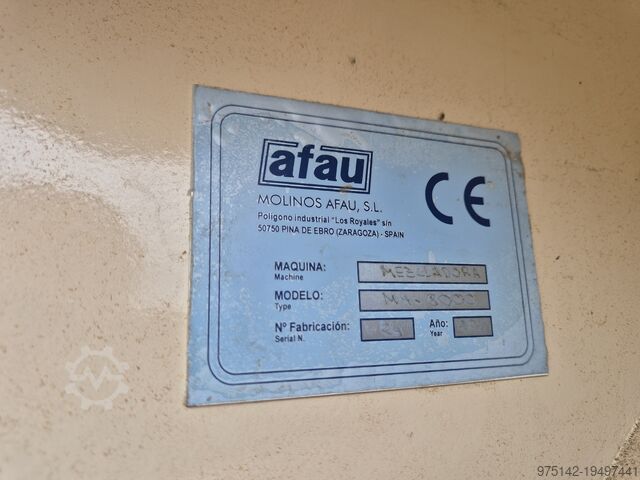 afau
MOLINOS AFAU, S.L.
Polígono industrial "Los Royales" s/n
50750 PINA DE EBRO (ZARAGOZA) - SPAIN
CE
MAQUINA: MEZCLADORA
Machine
MODELO:
Type
Nº Fabricación: Año:
Serial N. Year
975142-19497441